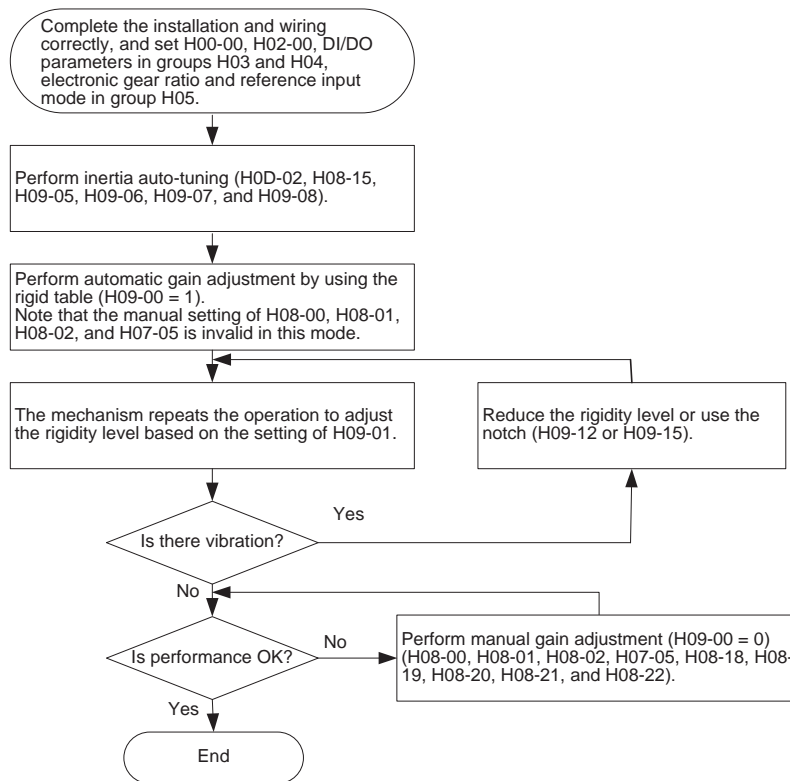 Complete the installation and wiring
correctly, and set H00-00, H02-00, DI/DO
parameters in groups H03 and H04,
electronic gear ratio and reference input
mode in group H05.
Perform inertia auto-tuning (H0D-02, H08-15,
H09-05, H09-06, H09-07, and H09-08).
Perform automatic gain adjustment by using the
rigid table (H09-00 = 1).
Note that the manual setting of H08-00, H08-01,
H08-02, and H07-05 is invalid in this mode.
The mechanism repeats the operation to adjust
the rigidity level based on the setting of H09-01.
Reduce the rigidity level or use the
notch (H09-12 or H09-15).
Yes
Is there vibration?
No
Is performance OK?
No
Perform manual gain adjustment (H09-00 = 0)
(H08-00, H08-01, H08-02, H07-05, H08-18, H08-
19, H08-20, H08-21, and H08-22).
Yes
End